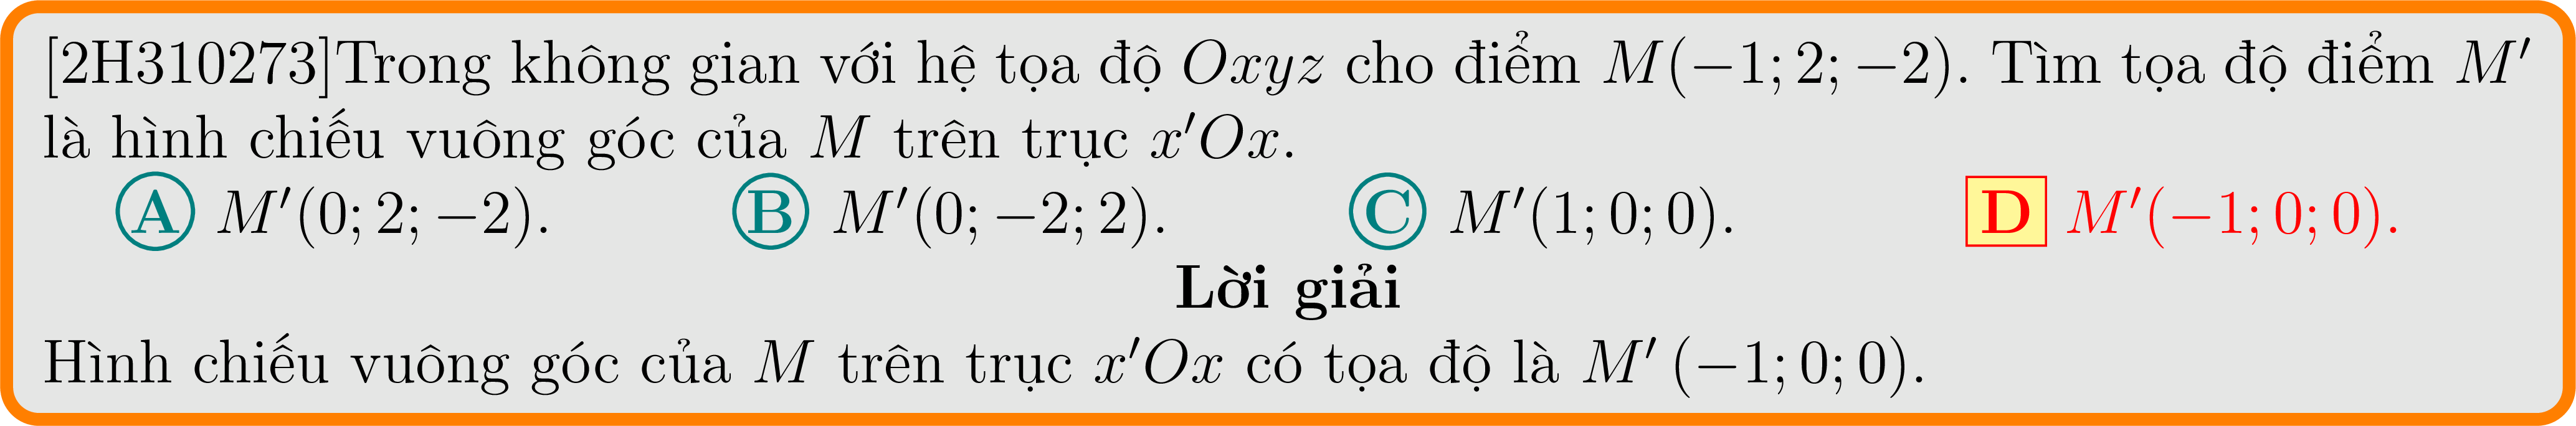 [2H310273]Trong không gian với hệ tọa độ Oxyz cho điểm M(−1; 2; −2). Tìm tọa độ điểm M′
là hình chiếu vuông góc của M trên trục x′Ox.
A M′(0; 2; −2). B M′(0; −2; 2). C M′(1; 0; 0). D M′(−1; 0; 0).
Lời giải
Hình chiếu vuông góc của M trên trục x′Ox có tọa độ là M′ (−1; 0; 0).